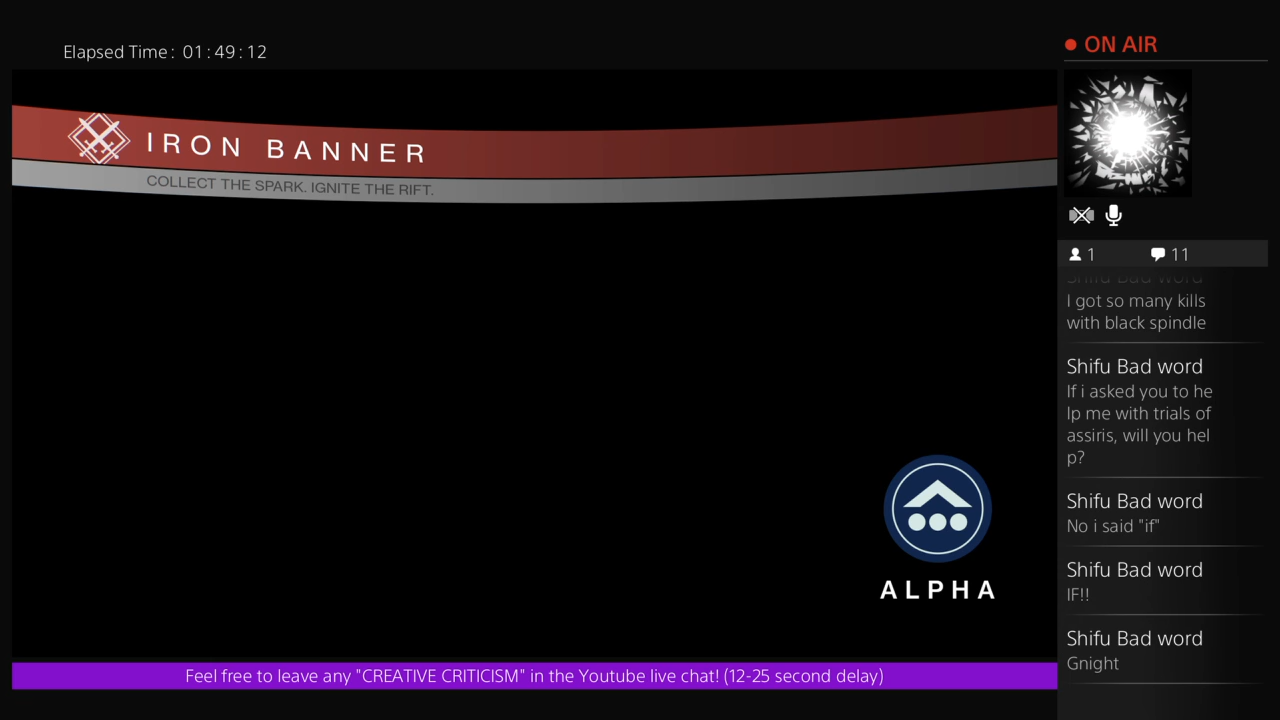 Elapsed Time: 01:49:12
ON AIR
IRON BANNER
COLLECT THE SPARK. IGNITE THE RIFT.
1
11
Shifu Bad word
I got so many kills
with black spindle
Shifu Bad word
If i asked you to he
lp me with trials of
assiris, will you hel
p?
Shifu Bad word
No i said "if"
Shifu Bad word
IF!!
Shifu Bad word
Gnight
ALPHA
Feel free to leave any "CREATIVE CRITICISM" in the Youtube live chat! (12-25 second delay)